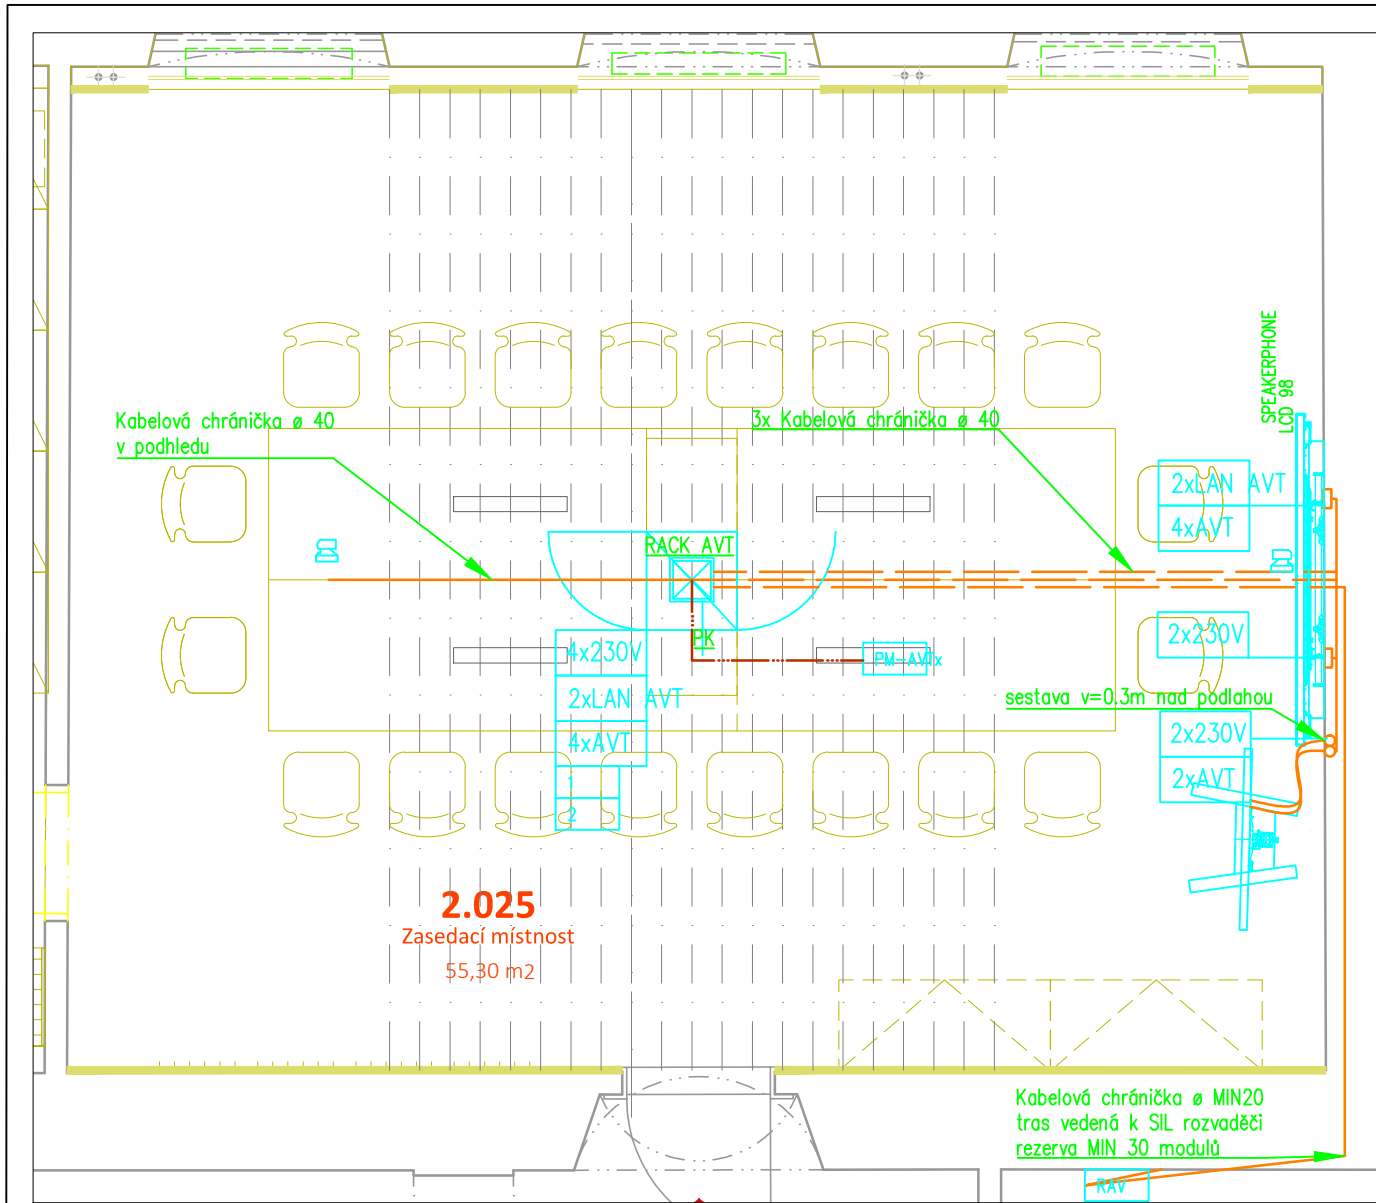 SPEAKERPHONE
LCD 98
Kabelová chránička ø 40
v podhledu
3x Kabelová chránička ø 40
2xLAN AVT
4xAVT
RACK AVT
PK
4x230V
2xLAN AVT
4xAVT
1
2
PM-AVTx
2x230V
sestava v=0.3m nad podlahou
2x230V
2xAVT
2.025
Zasedací místnost
55,30 m2
Kabelová chránička ø MIN20
tras vedená k SIL rozvaděči
rezerva MIN 30 modulů
RAV